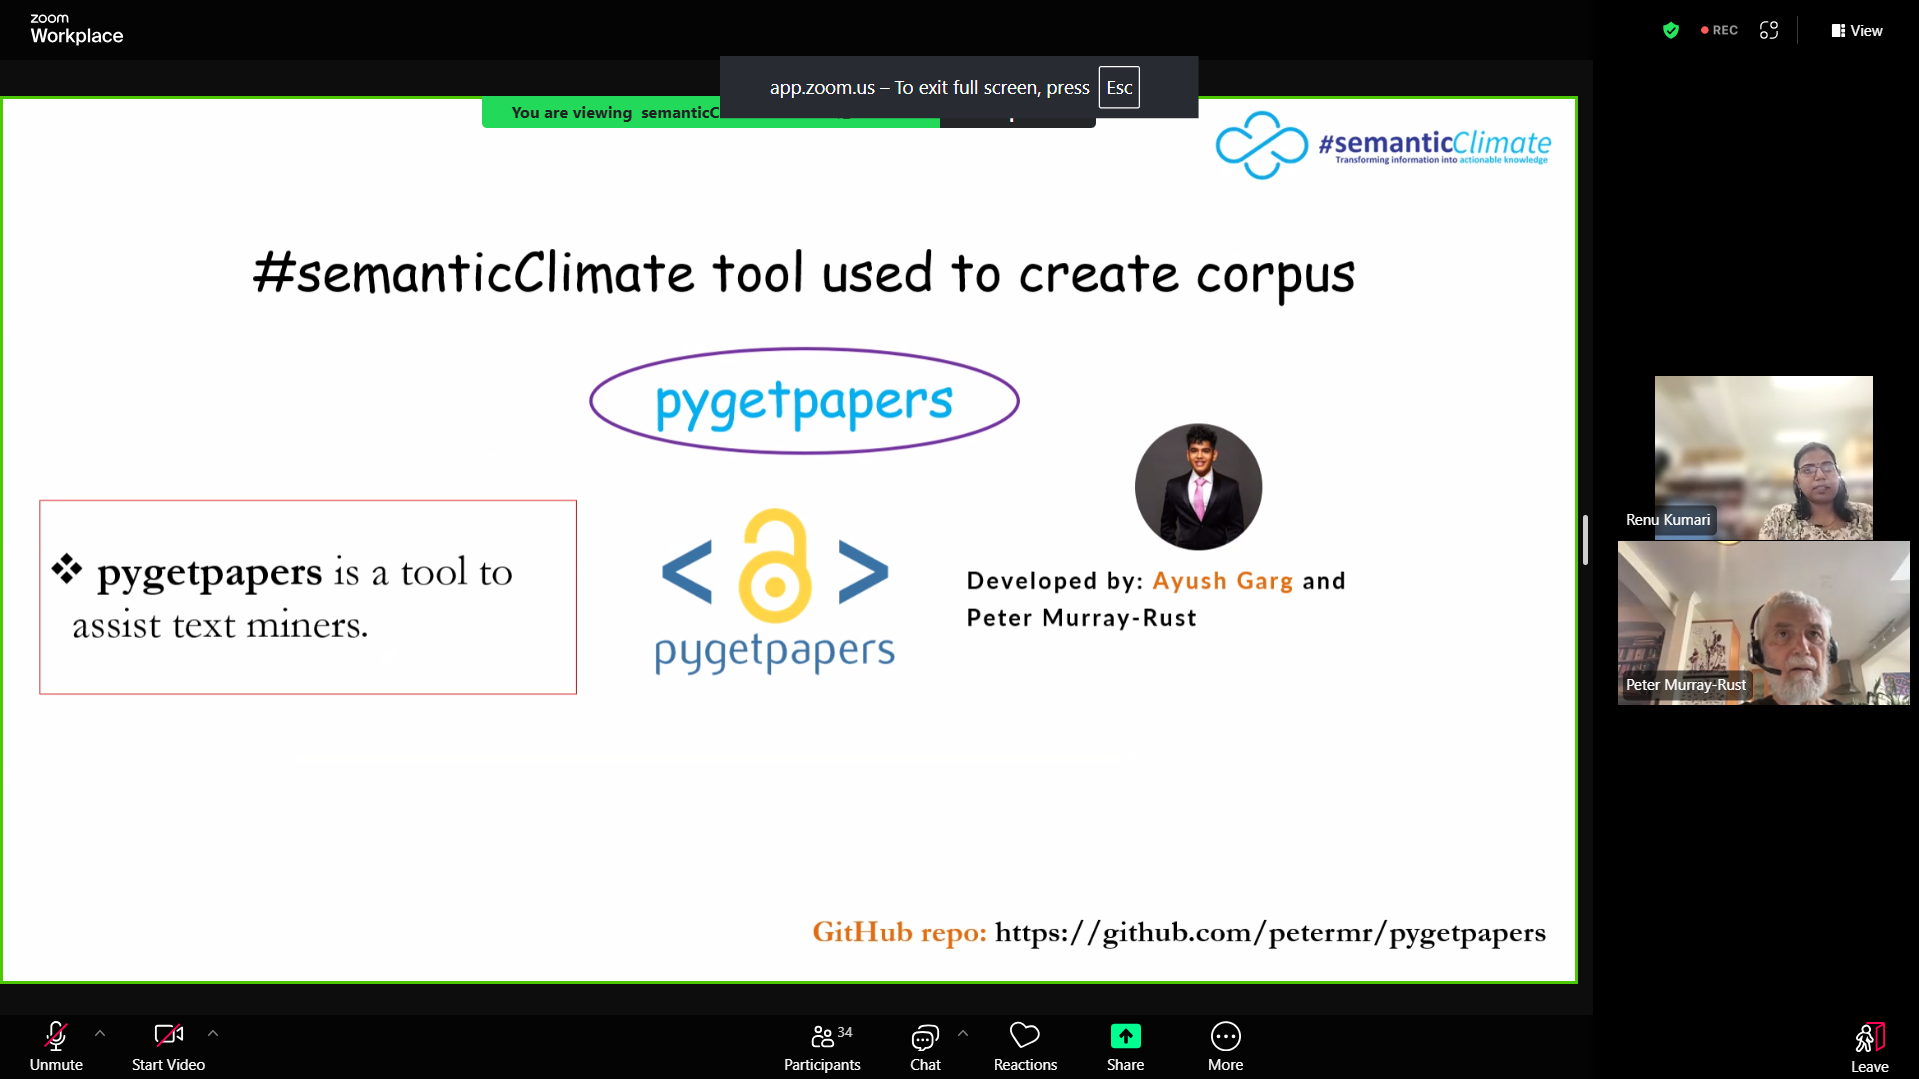 zoom
Workplace
REC
View
app.zoom.us – To exit full screen, press Esc
You are viewing semanticC
#semanticClimate
Transforming information into actionable knowledge
#semanticClimate tool used to create corpus
pygetpapers
❖ pygetpapers is a tool to
assist text miners.
< >
pygetpapers
Developed by: Ayush Garg and
Peter Murray-Rust
GitHub repo: https://github.com/petermr/pygetpapers
Renu Kumari
Peter Murray-Rust
Unmute
Start Video
34
Participants
Chat
Reactions
Share
More
Leave